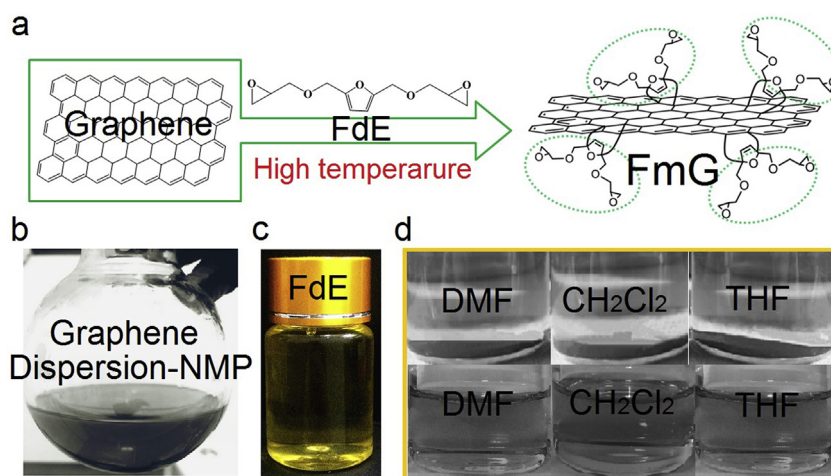 a
Graphene
FdE
High temperarure
FmG
b
Graphene
Dispersion-NMP
c
FdE
d
DMF
CH₂Cl₂
THF
DMF
CH₂Cl₂
THF